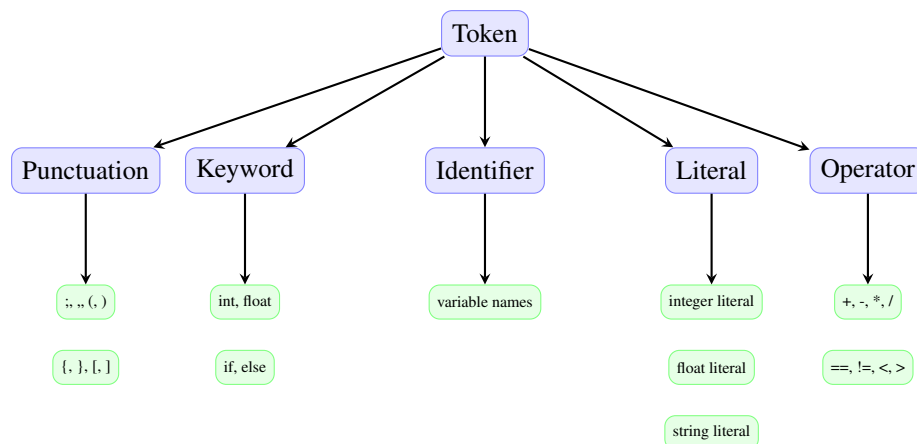 Token
Punctuation
Keyword
Identifier
Literal
Operator
;, ,, (, )
int, float
variable names
integer literal
+, -, *, /
{, }, [, ]
if, else
float literal
==, !=, <, >
string literal